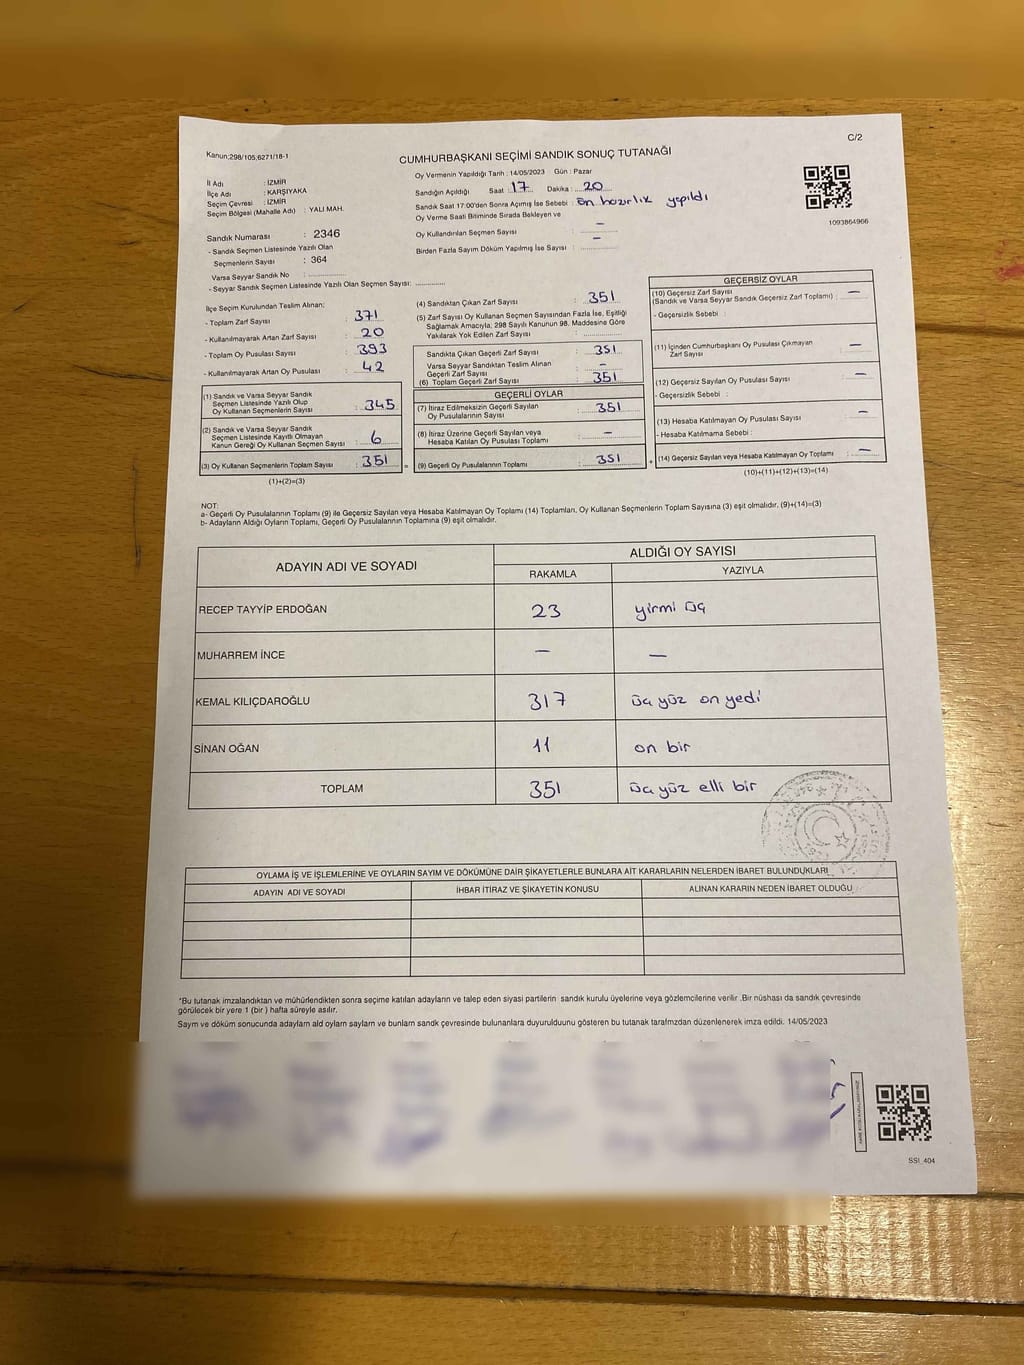 Kanun:298/105,6271/18-1
C/2
CUMHURBAŞKANI SEÇİMİ SANDIK SONUÇ TUTANAĞI
İl Adı : İZMİR
İlçe Adı : KARŞIYAKA
Seçim Çevresi : İZMİR
Seçim Bölgesi (Mahalle Adı) : YALI MAH.
Sandık Numarası : 2346
- Sandık Seçmen Listesinde Yazılı Olan
Seçmenlerin Sayısı : 364
Varsa Seyyar Sandık No :
- Seyyar Sandık Seçmen Listesinde Yazılı Olan Seçmen Sayısı:
Oy Vermenin Yapıldığı Tarih : 14/05/2023 Gün : Pazar
Sandığın Açıldığı Saat : 17 Dakika : 20
Sandık Saat 17:00'den Sonra Açımış İse Sebebi : ön hazırlık yapıldı
Oy Verme Saati Bitiminde Sırada Bekleyen ve
Oy Kullandırılan Seçmen Sayısı : —
Birden Fazla Sayım Döküm Yapılmış İse Sayısı : —
1093864966
İlçe Seçim Kurulundan Teslim Alınan;
- Toplam Zarf Sayısı : 371
- Kullanılmayarak Artan Zarf Sayısı : 20
- Toplam Oy Pusulası Sayısı : 393
- Kullanılmayarak Artan Oy Pusulası : 42
(1) Sandık ve Varsa Seyyar Sandık
Seçmen Listesinde Yazılı Olup
Oy Kullanan Seçmenlerin Sayısı : 345
(2) Sandık ve Varsa Seyyar Sandık
Seçmen Listesinde Kayıtlı Olmayan
Kanun Gereği Oy Kullanan Seçmen Sayısı : 6
(3) Oy Kullanan Seçmenlerin Toplam Sayısı : 351 =
(1)+(2)=(3)
(4) Sandıktan Çıkan Zarf Sayısı : 351
(5) Zarf Sayısı Oy Kullanan Seçmen Sayısından Fazla İse, Eşitliği
Sağlamak Amacıyla, 298 Sayılı Kanunun 98. Maddesine Göre
Yakılarak Yok Edilen Zarf Sayısı :
Sandıkta Çıkan Geçerli Zarf Sayısı : 351
Varsa Seyyar Sandıktan Teslim Alınan
Geçerli Zarf Sayısı : -
(6) Toplam Geçerli Zarf Sayısı : 351
GEÇERLİ OYLAR
(7) İtiraz Edilmeksizin Geçerli Sayılan
Oy Pusulalarının Sayısı : 351
(8) İtiraz Üzerine Geçerli Sayılan veya
Hesaba Katılan Oy Pusulası Toplamı : —
(9) Geçerli Oy Pusulalarının Toplamı : 351 +
GEÇERSİZ OYLAR
(10) Geçersiz Zarf Sayısı
(Sandık ve Varsa Seyyar Sandık Geçersiz Zarf Toplamı) : —
- Geçersizlik Sebebi :
(11) İçinden Cumhurbaşkanı Oy Pusulası Çıkmayan
Zarf Sayısı : —
(12) Geçersiz Sayılan Oy Pusulası Sayısı : —
- Geçersizlik Sebebi :
(13) Hesaba Katılmayan Oy Pusulası Sayısı : —
- Hesaba Katılmama Sebebi :
(14) Geçersiz Sayılan veya Hesaba Katılmayan Oy Toplamı : —
(10)+(11)+(12)+(13)=(14)
NOT:
a- Geçerli Oy Pusulalarının Toplamı (9) ile Geçersiz Sayılan veya Hesaba Katılmayan Oy Toplamı (14) Toplamları, Oy Kullanan Seçmenlerin Toplam Sayısına (3) eşit olmalıdır. (9)+(14)=(3)
b- Adayların Aldığı Oyların Toplamı, Geçerli Oy Pusulalarının Toplamına (9) eşit olmalıdır.
ADAYIN ADI VE SOYADI ALDIĞI OY SAYISI
RAKAMLA YAZIYLA
RECEP TAYYİP ERDOĞAN 23 yirmi üç
MUHARREM İNCE — —
KEMAL KILIÇDAROĞLU 317 üç yüz on yedi
SİNAN OĞAN 11 on bir
TOPLAM 351 üç yüz elli bir
OYLAMA İŞ VE İŞLEMLERİNE VE OYLARIN SAYIM VE DÖKÜMÜNE DAİR ŞİKAYETLERLE BUNLARA AİT KARARLARIN NELERDEN İBARET BULUNDUKLARI
ADAYIN ADI VE SOYADI İHBAR İTİRAZ VE ŞİKAYETİN KONUSU ALINAN KARARIN NEDEN İBARET OLDUĞU
*Bu tutanak imzalandıktan ve mühürlendikten sonra seçime katılan adayların ve talep eden siyasi partilerin sandık kurulu üyelerine veya gözlemcilerine verilir .Bir nüshası da sandık çevresinde
görülecek bir yere 1 (bir ) hafta süreyle asılır.
Sayım ve döküm sonucunda adayların ald oyların sayları ve bunlarn sandk çevresinde bulunanlara duyurulduunu gösteren bu tutanak tarafmzdan düzenlenerek imza edildi. 14/05/2023
SSI_404